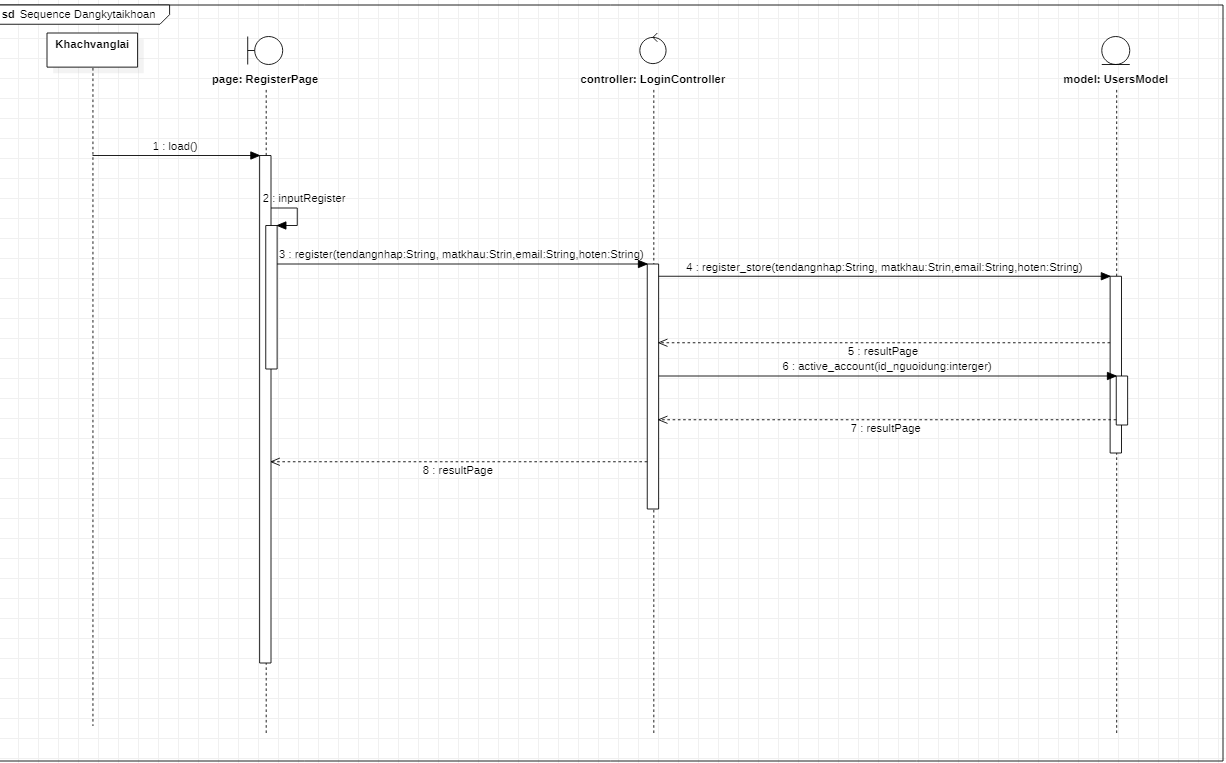 sd Sequence Dangkytaikhoan
Khachvanglai
page: RegisterPage
controller: LoginController
model: UsersModel
1 : load()
2 : inputRegister
3 : register(tendangnhap:String, matkhau:Strin,email:String,hoten:String)
4 : register_store(tendangnhap:String, matkhau:Strin,email:String,hoten:String)
5 : resultPage
6 : active_account(id_nguoidung:interger)
7 : resultPage
8 : resultPage